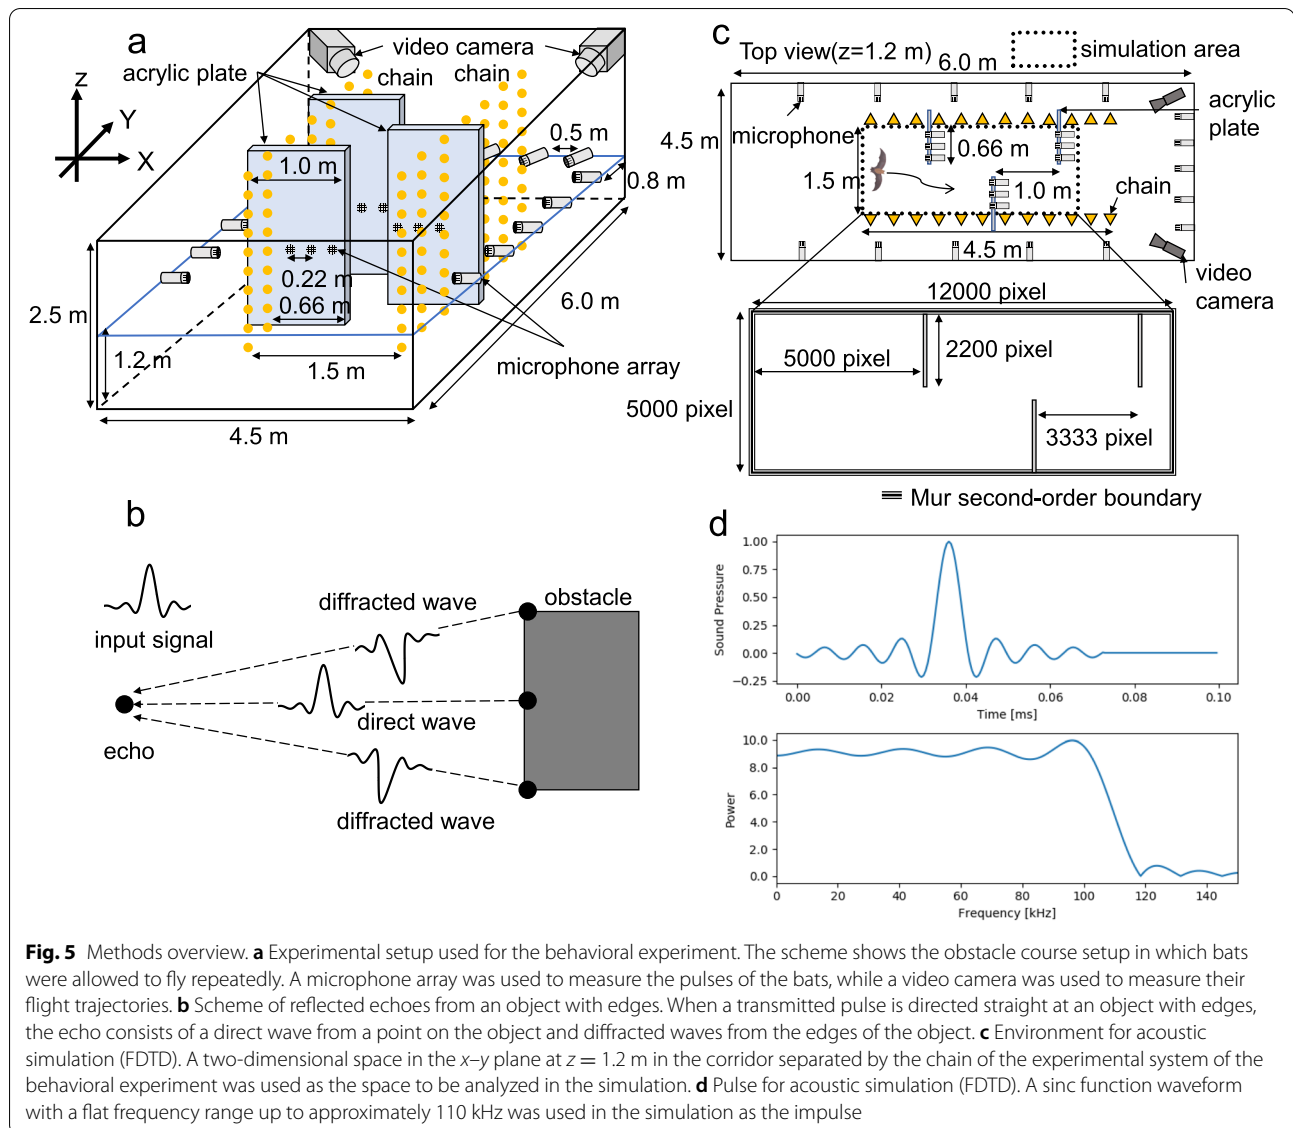 a
video camera
acrylic plate
chain
chain
z
Y
X
0.5 m
1.0 m
0.8 m
0.22 m
0.66 m
2.5 m
6.0 m
1.2 m
1.5 m
microphone array
4.5 m
c
Top view(z=1.2 m)
simulation area
6.0 m
microphone
acrylic
plate
4.5 m
0.66 m
1.5 m
1.0 m
chain
4.5 m
video
camera
12000 pixel
2200 pixel
5000 pixel
5000 pixel
3333 pixel
Mur second-order boundary
b
input signal
diffracted wave
obstacle
direct wave
echo
diffracted wave
d
1.00
0.75
0.50
0.25
0.00
−0.25
Sound Pressure
0.00 0.02 0.04 0.06 0.08 0.10
Time [ms]
10.0
8.0
6.0
4.0
2.0
0.0
Power
0 20 40 60 80 100 120 140
Frequency [kHz]
Fig. 5 Methods overview. a Experimental setup used for the behavioral experiment. The scheme shows the obstacle course setup in which bats
were allowed to fly repeatedly. A microphone array was used to measure the pulses of the bats, while a video camera was used to measure their
flight trajectories. b Scheme of reflected echoes from an object with edges. When a transmitted pulse is directed straight at an object with edges,
the echo consists of a direct wave from a point on the object and diffracted waves from the edges of the object. c Environment for acoustic
simulation (FDTD). A two-dimensional space in the x–y plane at z = 1.2 m in the corridor separated by the chain of the experimental system of the
behavioral experiment was used as the space to be analyzed in the simulation. d Pulse for acoustic simulation (FDTD). A sinc function waveform
with a flat frequency range up to approximately 110 kHz was used in the simulation as the impulse